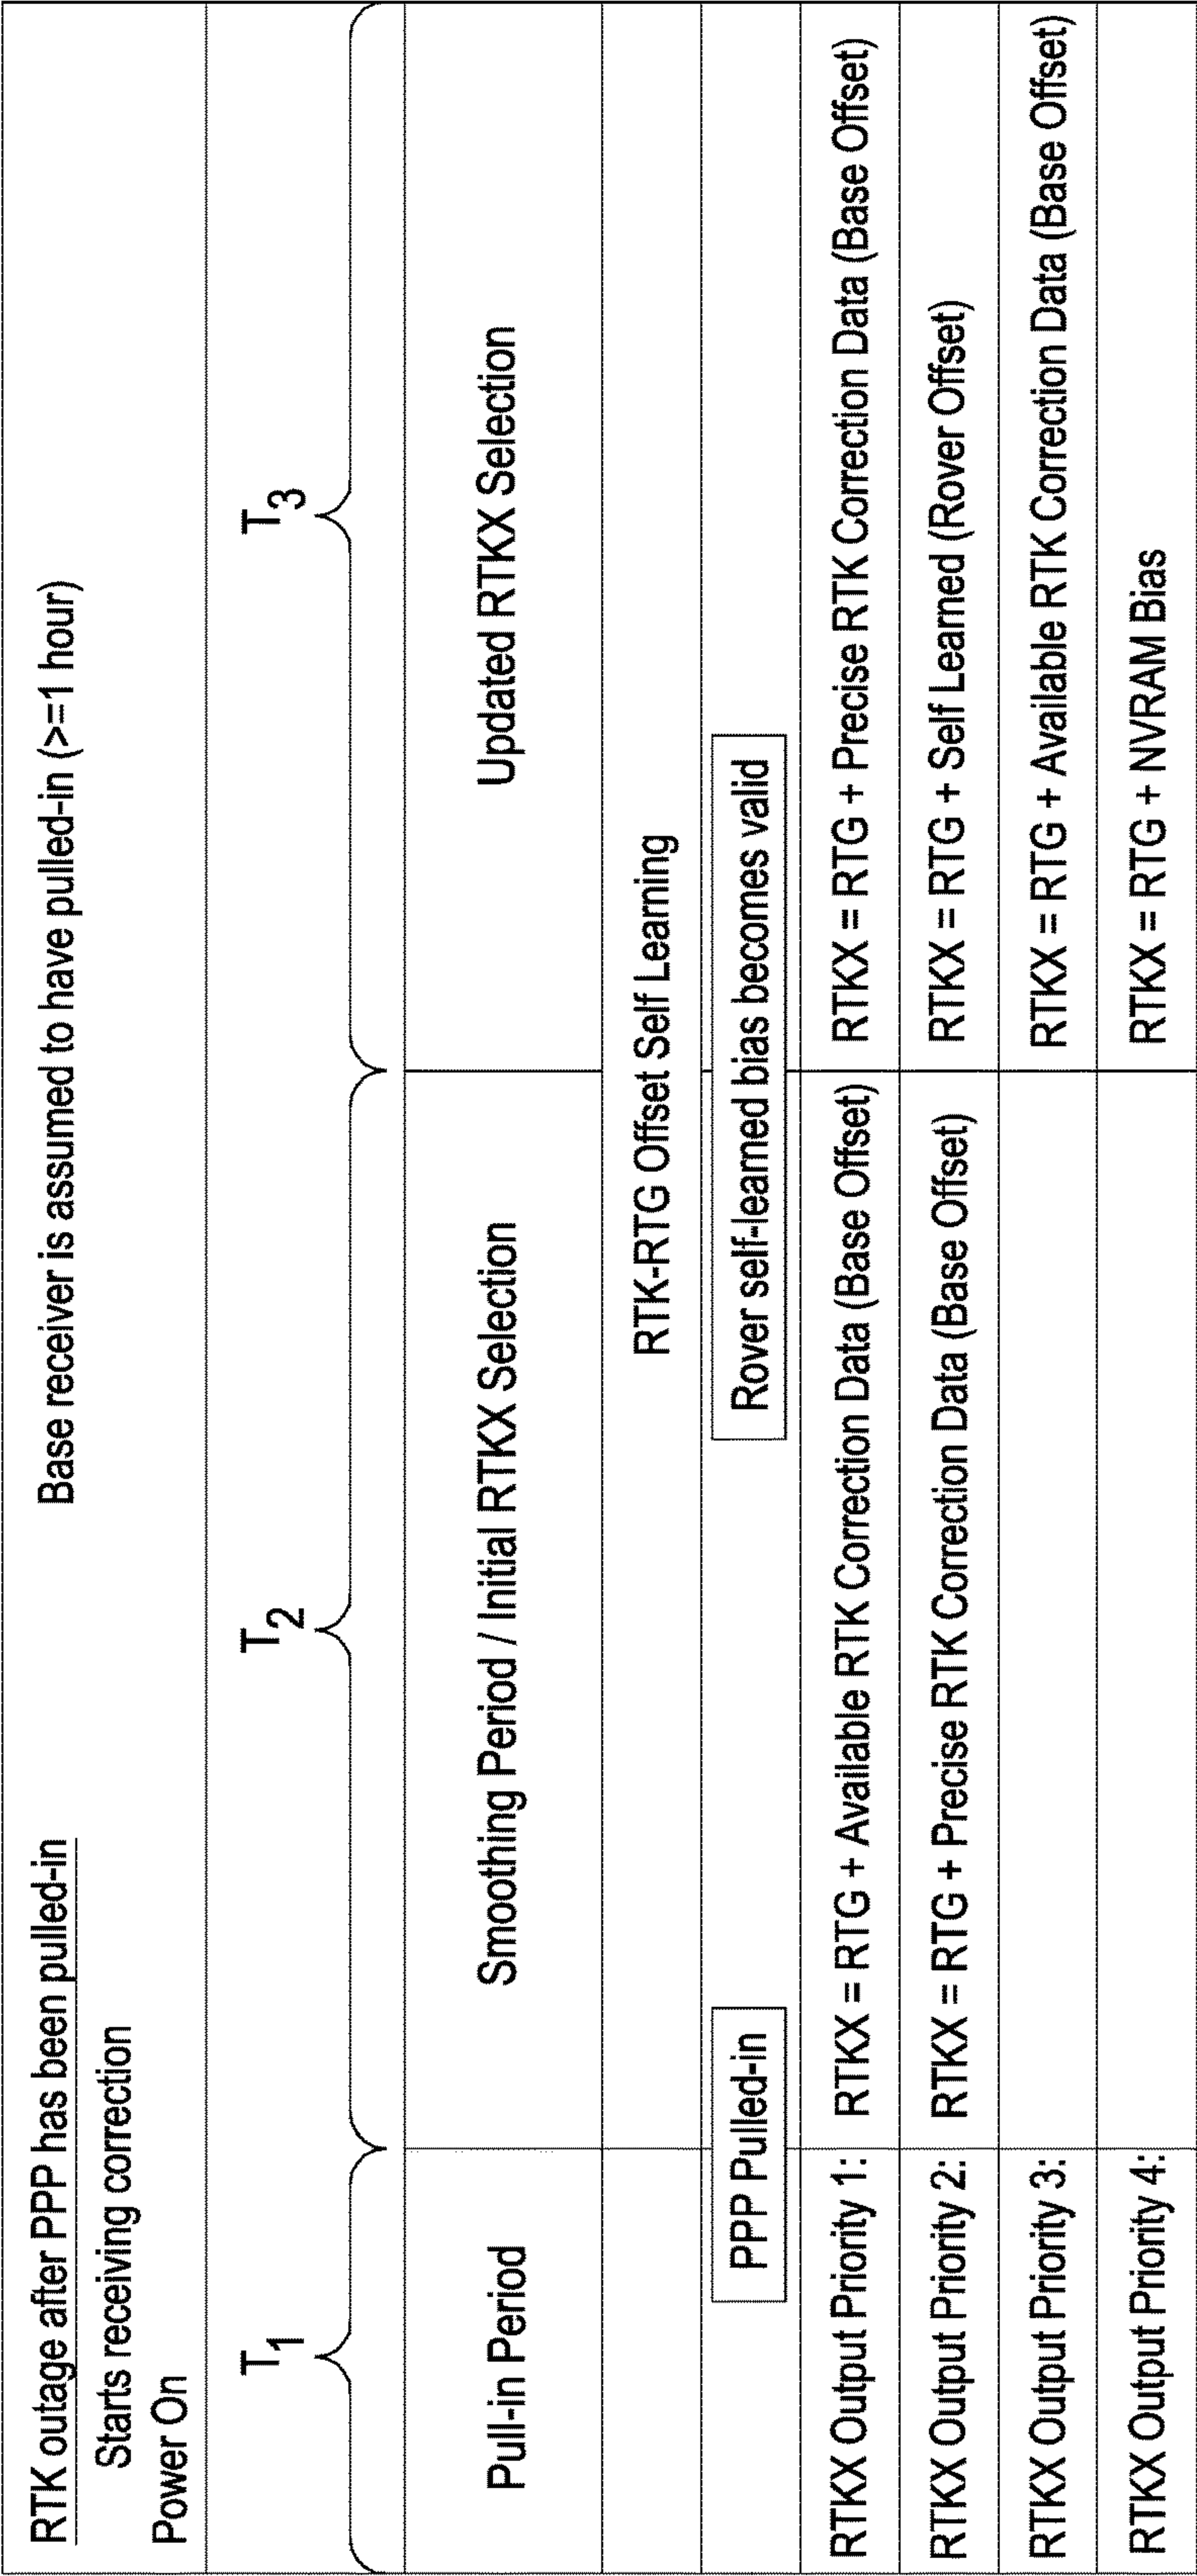 RTK outage after PPP has been pulled-in
Base receiver is assumed to have pulled-in (>=1 hour)
Starts receiving correction
Power On
T1
T2
T3
Pull-in Period
Smoothing Period / Initial RTKX Selection
Updated RTKX Selection
RTK-RTG Offset Self Learning
PPP Pulled-in
Rover self-learned bias becomes valid
RTKX Output Priority 1:
RTKX = RTG + Available RTK Correction Data (Base Offset)
RTKX = RTG + Precise RTK Correction Data (Base Offset)
RTKX Output Priority 2:
RTKX = RTG + Precise RTK Correction Data (Base Offset)
RTKX = RTG + Self Learned (Rover Offset)
RTKX Output Priority 3:
RTKX = RTG + Available RTK Correction Data (Base Offset)
RTKX Output Priority 4:
RTKX = RTG + NVRAM Bias